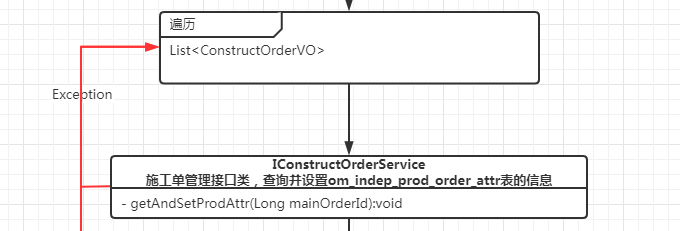 遍历
List<ConstructOrderVO>
Exception
IConstructOrderService
施工单管理接口类，查询并设置om_indep_prod_order_attr表的信息
- getAndSetProdAttr(Long mainOrderId):void